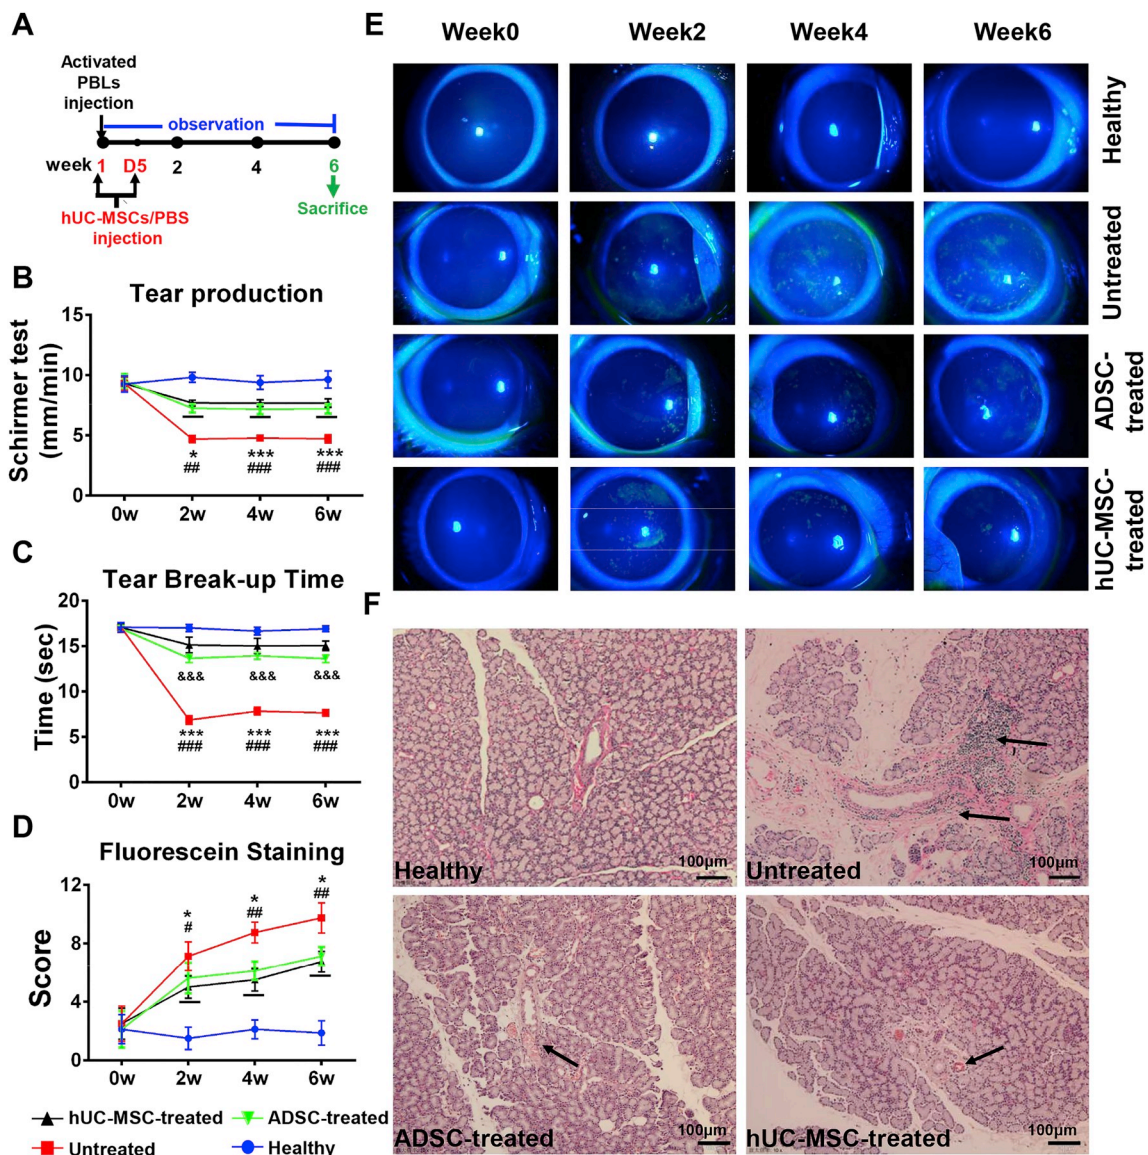 A
Activated
PBLs
injection
observation
week 1 D5 2 4 6
hUC-MSCs/PBS
injection
Sacrifice
B
Tear production
Schirmer test
(mm/min)
15
10
5
0
* *** ***
## ### ###
0w 2w 4w 6w
C
Tear Break-up Time
Time (sec)
20
15
10
5
0
&&& &&& &&&
*** *** ***
### ### ###
0w 2w 4w 6w
D
Fluorescein Staining
Score
12
8
4
0
* * *
# ## ##
0w 2w 4w 6w
hUC-MSC-treated
ADSC-treated
Untreated
Healthy
E
Week0 Week2 Week4 Week6
Healthy
Untreated
ADSC-
treated
hUC-MSC-
treated
F
Healthy
100μm
Untreated
100μm
ADSC-treated
100μm
hUC-MSC-treated
100μm